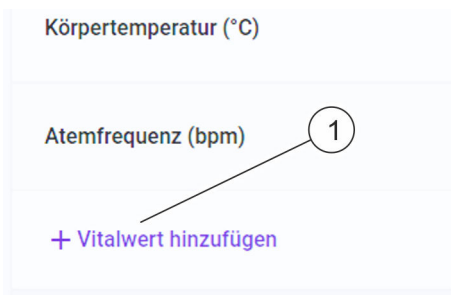 Körpertemperatur (°C)
Atemfrequenz (bpm)
1
+ Vitalwert hinzufügen